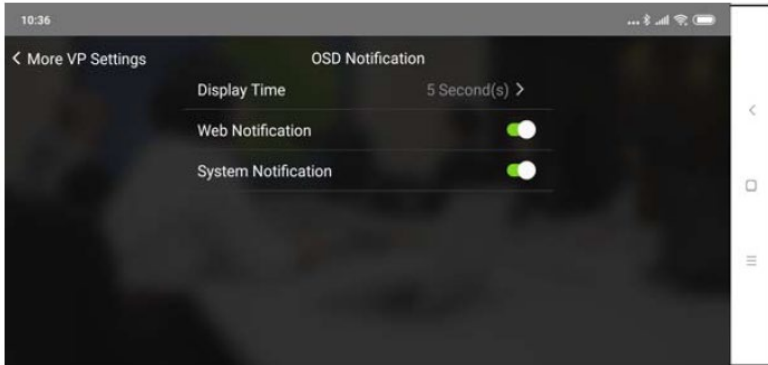 10:36
More VP Settings
OSD Notification
Display Time 5 Second(s)
Web Notification
System Notification